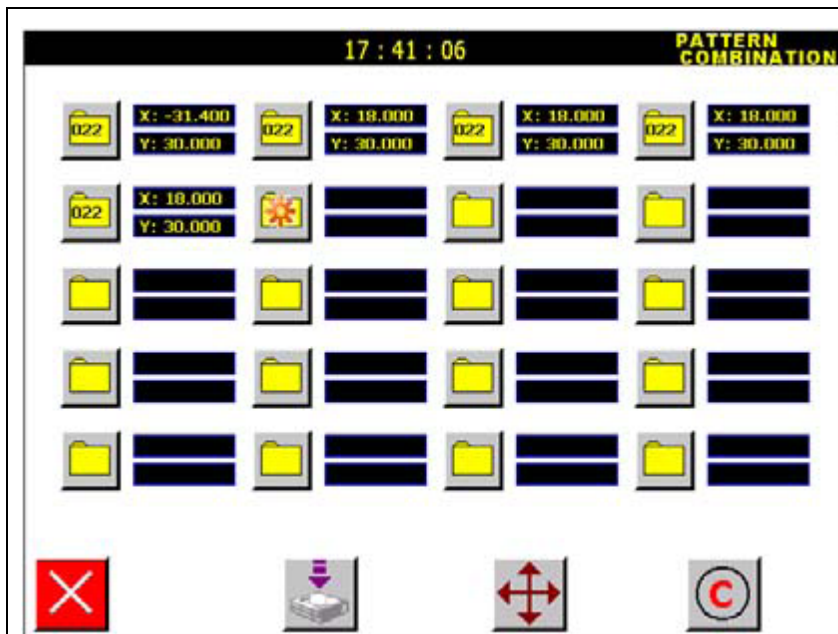 17 : 41 : 06
PATTERN
COMBINATION
022 X: -31.400 022 X: 18.000 022 X: 18.000 022 X: 18.000
Y: 30.000 Y: 30.000 Y: 30.000 Y: 30.000
022 X: 18.000
Y: 30.000
C